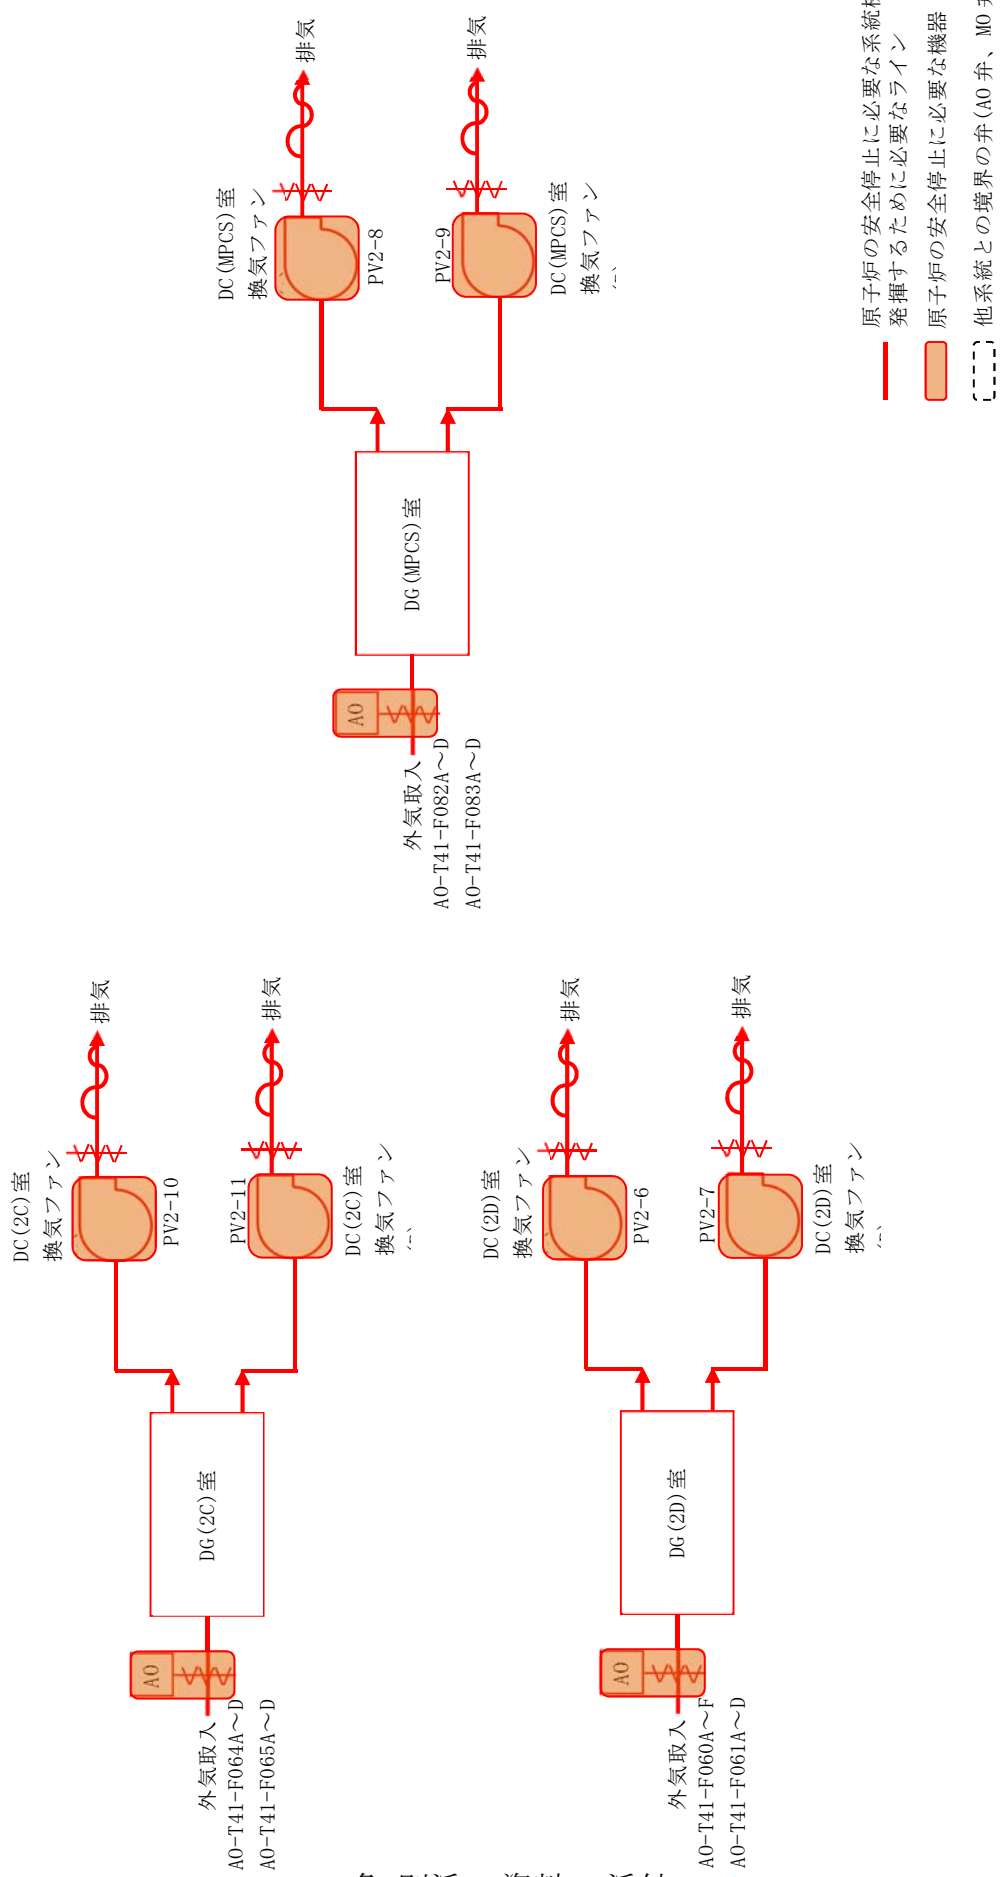 DC(2C)室
換気ファン
PV2-10
排気
PV2-11
DC(2C)室
換気ファン
排気
DG(2C)室
AO
外気取入
AO-T41-F064A～D
AO-T41-F065A～D
DC(2D)室
換気ファン
PV2-6
排気
PV2-7
DC(2D)室
換気ファン
排気
DG(2D)室
AO
外気取入
AO-T41-F060A～F
AO-T41-F061A～D
DC(MPCS)室
換気ファン
PV2-8
排気
PV2-9
DC(MPCS)室
換気ファン
排気
DG(MPCS)室
AO
外気取入
AO-T41-F082A～D
AO-T41-F083A～D
原子炉の安全停止に必要な系統
発揮するために必要なライン
原子炉の安全停止に必要な機器
他系統との境界の弁(AO 弁、MO